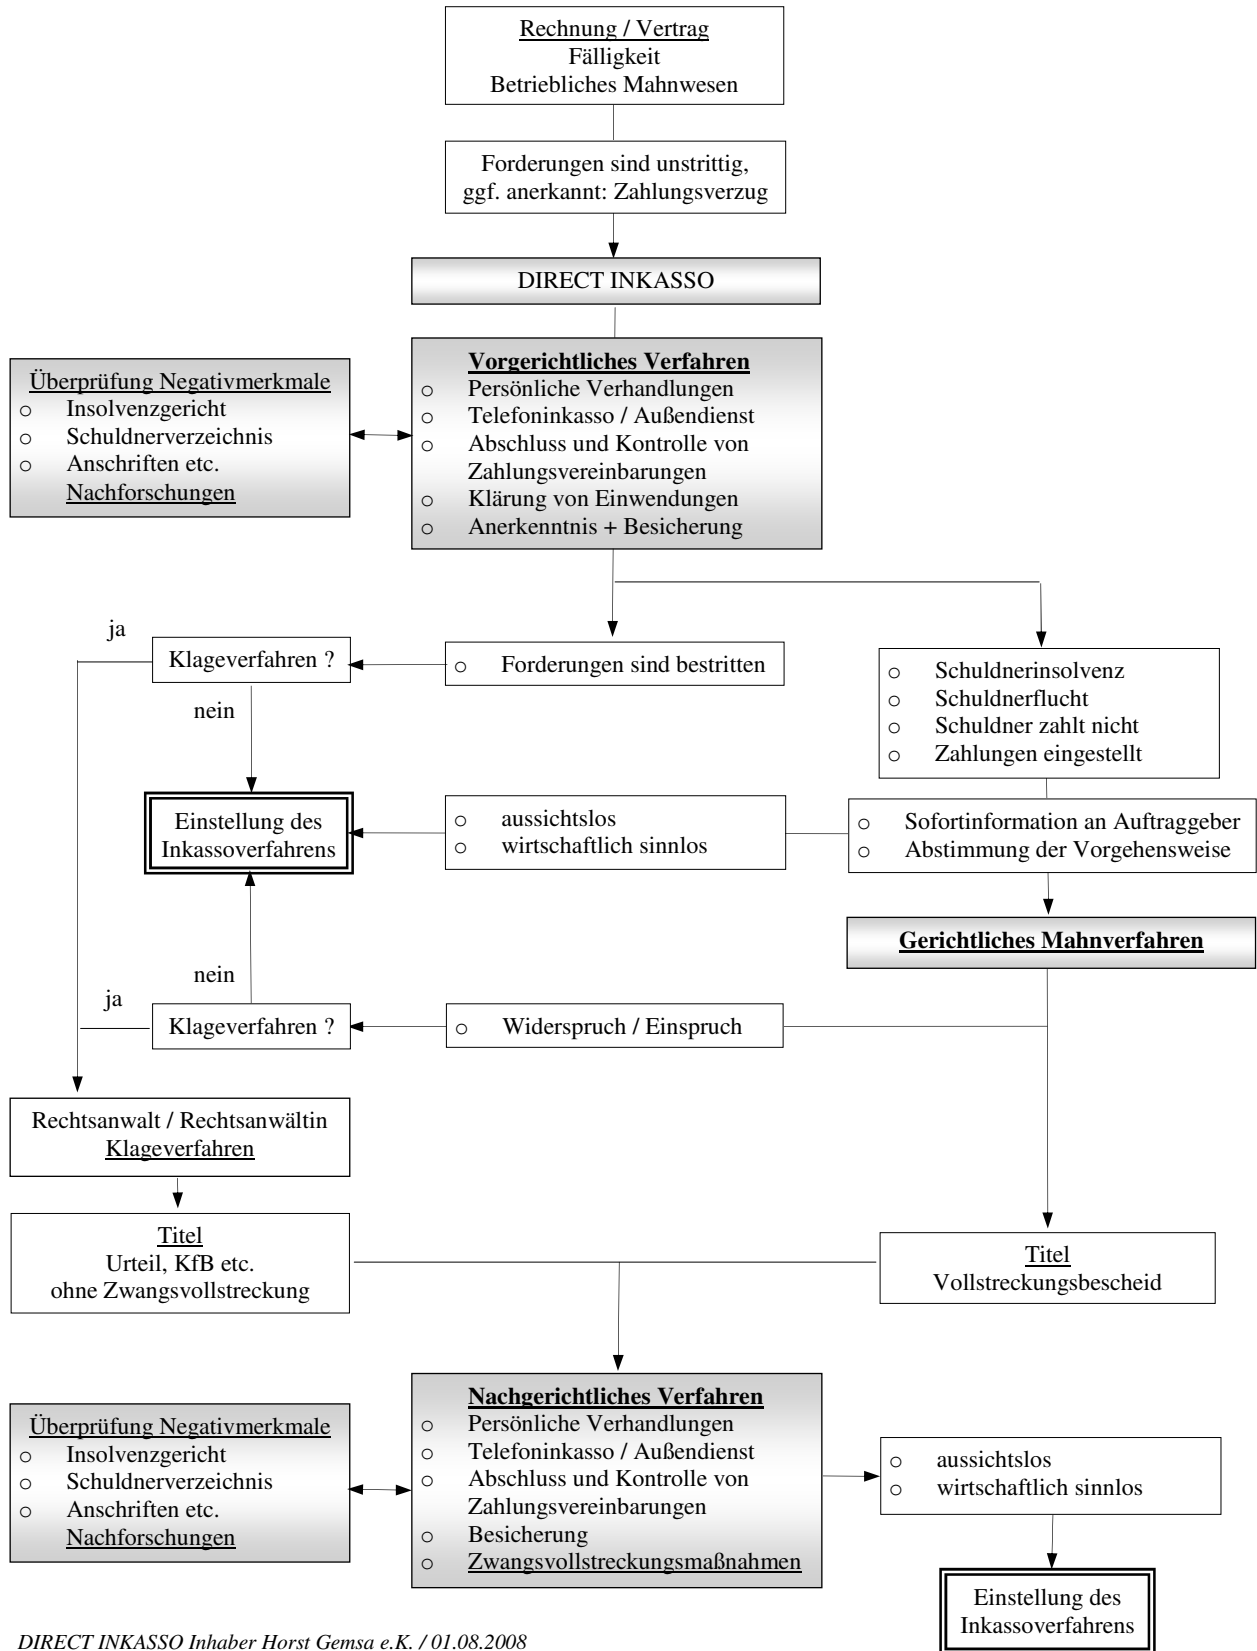 Rechnung / Vertrag
Fälligkeit
Betriebliches Mahnwesen
Forderungen sind unstrittig,
ggf. anerkannt: Zahlungsverzug
DIRECT INKASSO
Überprüfung Negativmerkmale
○ Insolvenzgericht
○ Schuldnerverzeichnis
○ Anschriften etc.
Nachforschungen
Vorgerichtliches Verfahren
○ Persönliche Verhandlungen
○ Telefoninkasso / Außendienst
○ Abschluss und Kontrolle von
Zahlungsvereinbarungen
○ Klärung von Einwendungen
○ Anerkenntnis + Besicherung
ja
Klageverfahren ?
○ Forderungen sind bestritten
○ Schuldnerinsolvenz
○ Schuldnerflucht
○ Schuldner zahlt nicht
○ Zahlungen eingestellt
nein
Einstellung des
Inkassoverfahrens
○ aussichtslos
○ wirtschaftlich sinnlos
○ Sofortinformation an Auftraggeber
○ Abstimmung der Vorgehensweise
Gerichtliches Mahnverfahren
nein
ja
Klageverfahren ?
○ Widerspruch / Einspruch
Rechtsanwalt / Rechtsanwältin
Klageverfahren
Titel
Urteil, KfB etc.
ohne Zwangsvollstreckung
Titel
Vollstreckungsbescheid
Überprüfung Negativmerkmale
○ Insolvenzgericht
○ Schuldnerverzeichnis
○ Anschriften etc.
Nachforschungen
Nachgerichtliches Verfahren
○ Persönliche Verhandlungen
○ Telefoninkasso / Außendienst
○ Abschluss und Kontrolle von
Zahlungsvereinbarungen
○ Besicherung
○ Zwangsvollstreckungsmaßnahmen
○ aussichtslos
○ wirtschaftlich sinnlos
Einstellung des
Inkassoverfahrens
DIRECT INKASSO Inhaber Horst Gemsa e.K. / 01.08.2008